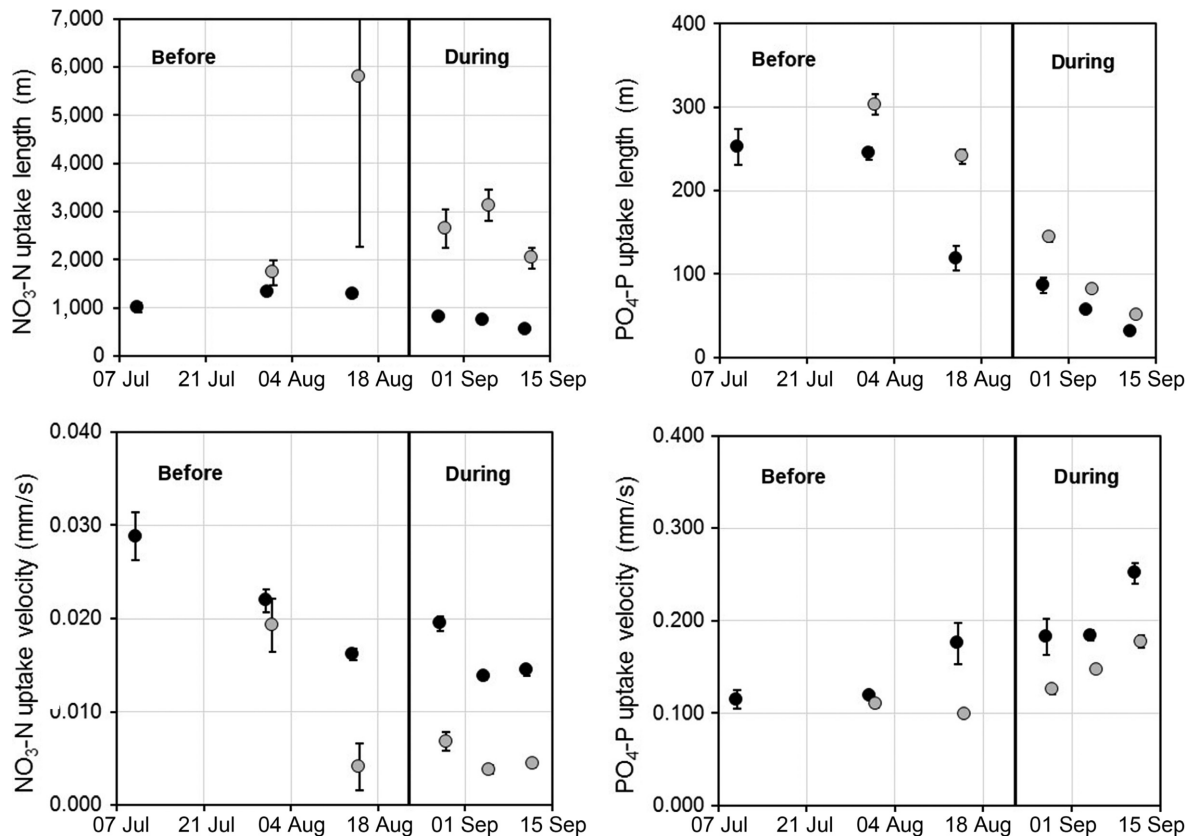 NO3-N uptake length (m)
7,000
6,000
5,000
4,000
3,000
2,000
1,000
0
Before
During
07 Jul 21 Jul 04 Aug 18 Aug 01 Sep 15 Sep
PO4-P uptake length (m)
400
300
200
100
0
Before
During
07 Jul 21 Jul 04 Aug 18 Aug 01 Sep 15 Sep
NO3-N uptake velocity (mm/s)
0.040
0.030
0.020
0.010
0.000
Before
During
07 Jul 21 Jul 04 Aug 18 Aug 01 Sep 15 Sep
PO4-P uptake velocity (mm/s)
0.400
0.300
0.200
0.100
0.000
Before
During
07 Jul 21 Jul 04 Aug 18 Aug 01 Sep 15 Sep